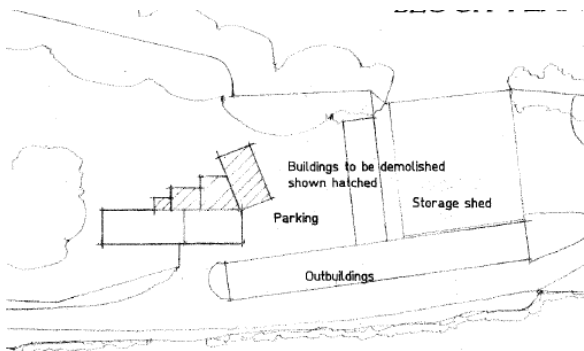 Buildings to be demolished
shown hatched
Storage shed
Parking
Outbuildings